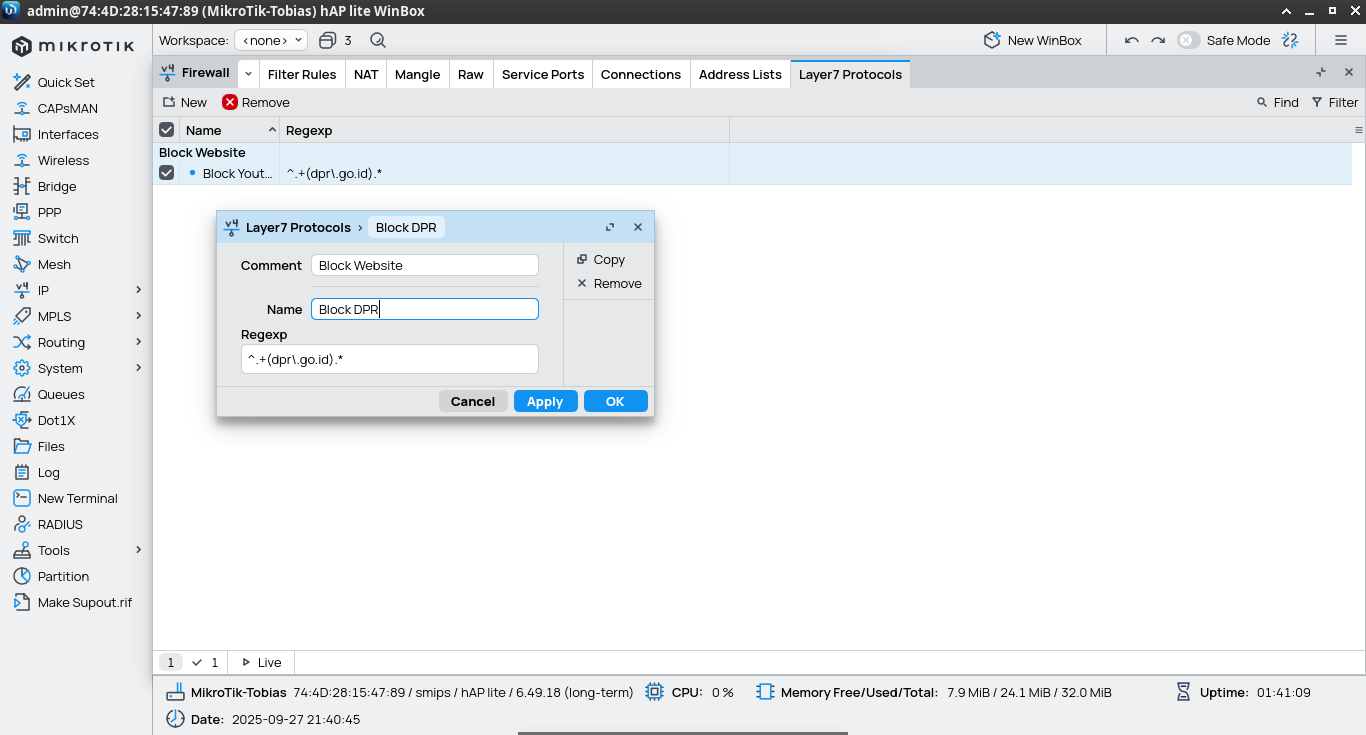 admin@74:4D:28:15:47:89 (MikroTik-Tobias) hAP lite WinBox
MIKROTIK
Workspace: <none> 3 New WinBox Safe Mode
Firewall Filter Rules NAT Mangle Raw Service Ports Connections Address Lists Layer7 Protocols
New Remove Find Filter
Name Regexp
Block Website
Block Yout... ^.+(dpr\.go.id).*
Quick Set
CAPsMAN
Interfaces
Wireless
Bridge
PPP
Switch
Mesh
IP
MPLS
Routing
System
Queues
Dot1X
Files
Log
New Terminal
RADIUS
Tools
Partition
Make Supout.rif
v4 Layer7 Protocols › Block DPR
Comment Block Website
Name Block DPR
Regexp
^.+(dpr\.go.id).*
Copy
Remove
Cancel Apply OK
1 1 Live
MikroTik-Tobias 74:4D:28:15:47:89 / smips / hAP lite / 6.49.18 (long-term) CPU: 0 % Memory Free/Used/Total: 7.9 MiB / 24.1 MiB / 32.0 MiB Uptime: 01:41:09
Date: 2025-09-27 21:40:45